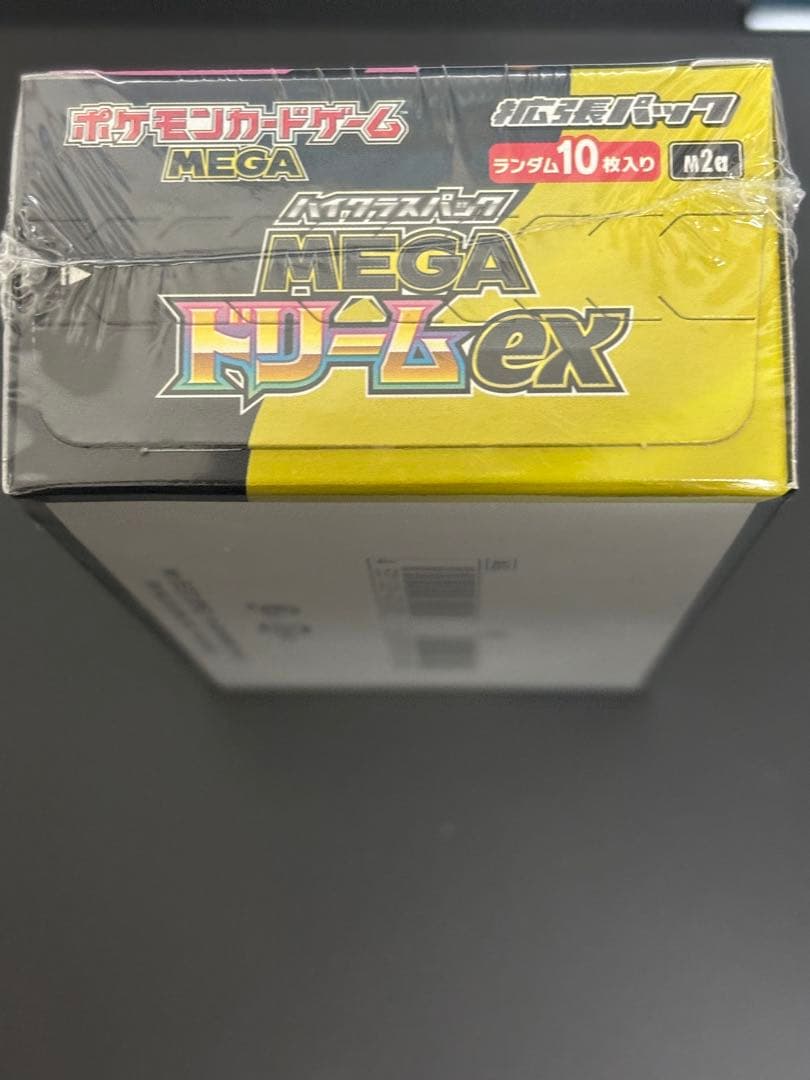 ポケモンカードゲーム
MEGA
拡張パック
ランダム10枚入り M2a
ハイクラスパック
MEGA
ドリームex